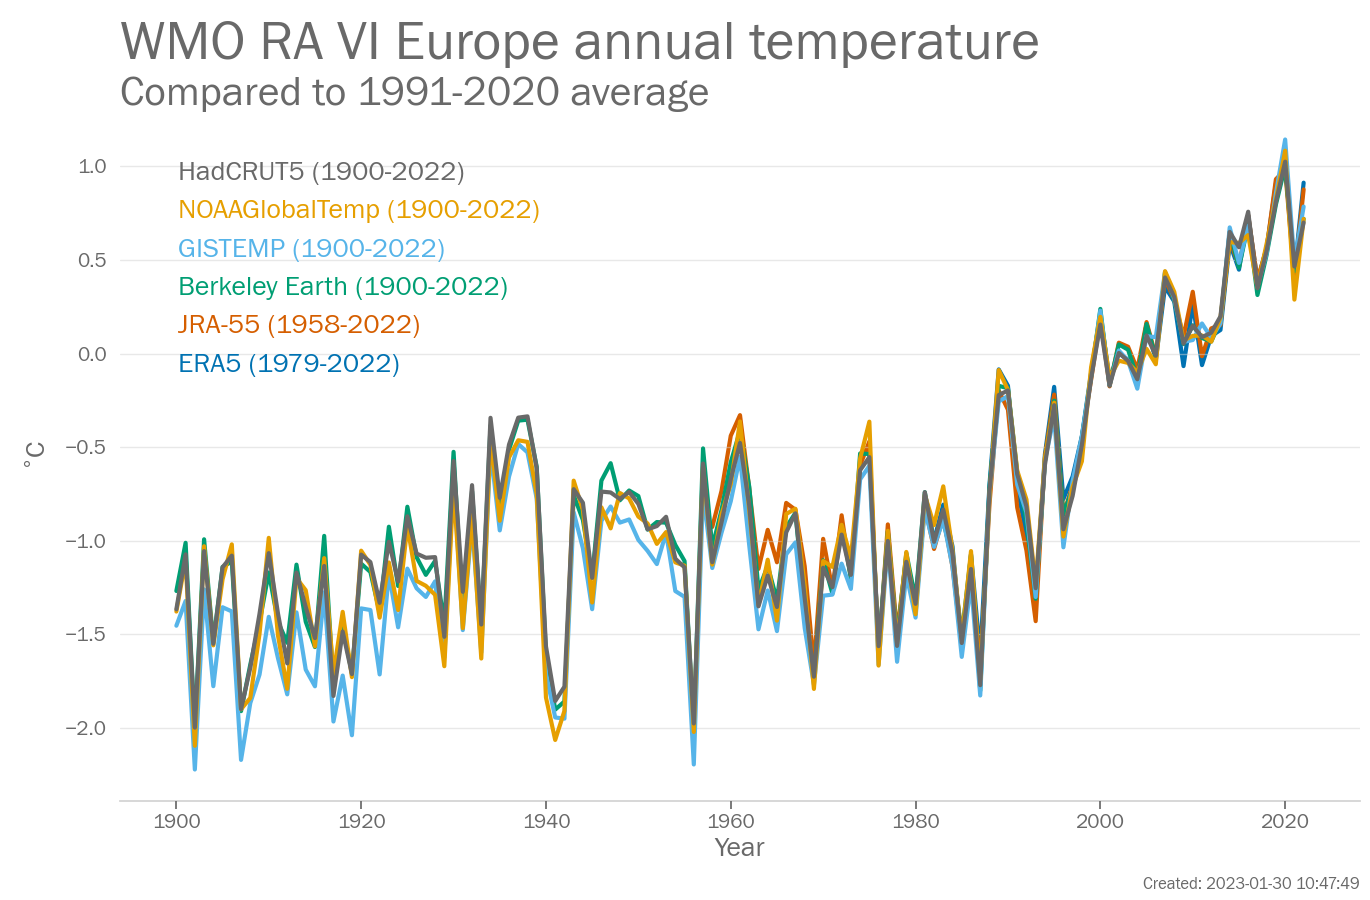 WMO RA VI Europe annual temperature
Compared to 1991-2020 average
HadCRUT5 (1900-2022)
NOAAGlobalTemp (1900-2022)
GISTEMP (1900-2022)
Berkeley Earth (1900-2022)
JRA-55 (1958-2022)
ERA5 (1979-2022)
1.0
0.5
0.0
−0.5
−1.0
−1.5
−2.0
°C
1900 1920 1940 1960 1980 2000 2020
Year
Created: 2023-01-30 10:47:49